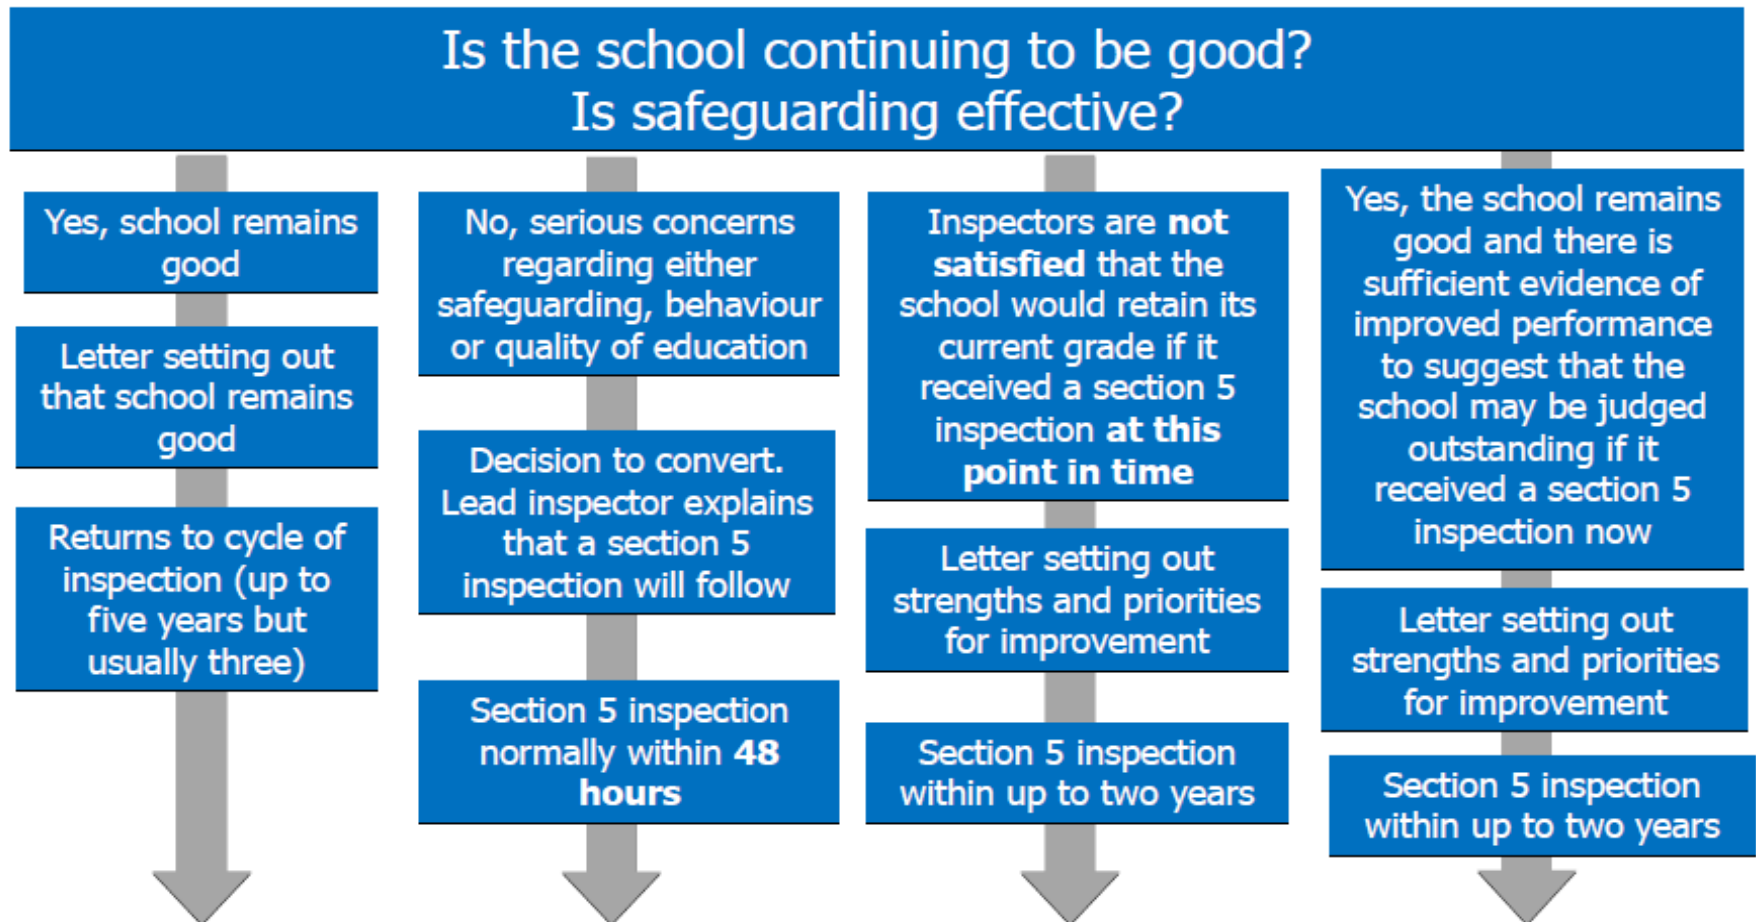 Is the school continuing to be good?
Is safeguarding effective?
Yes, school remains
good
Letter setting out
that school remains
good
Returns to cycle of
inspection (up to
five years but
usually three)
No, serious concerns
regarding either
safeguarding, behaviour
or quality of education
Decision to convert.
Lead inspector explains
that a section 5
inspection will follow
Section 5 inspection
normally within 48
hours
Inspectors are not
satisfied that the
school would retain its
current grade if it
received a section 5
inspection at this
point in time
Letter setting out
strengths and priorities
for improvement
Section 5 inspection
within up to two years
Yes, the school remains
good and there is
sufficient evidence of
improved performance
to suggest that the
school may be judged
outstanding if it
received a section 5
inspection now
Letter setting out
strengths and priorities
for improvement
Section 5 inspection
within up to two years